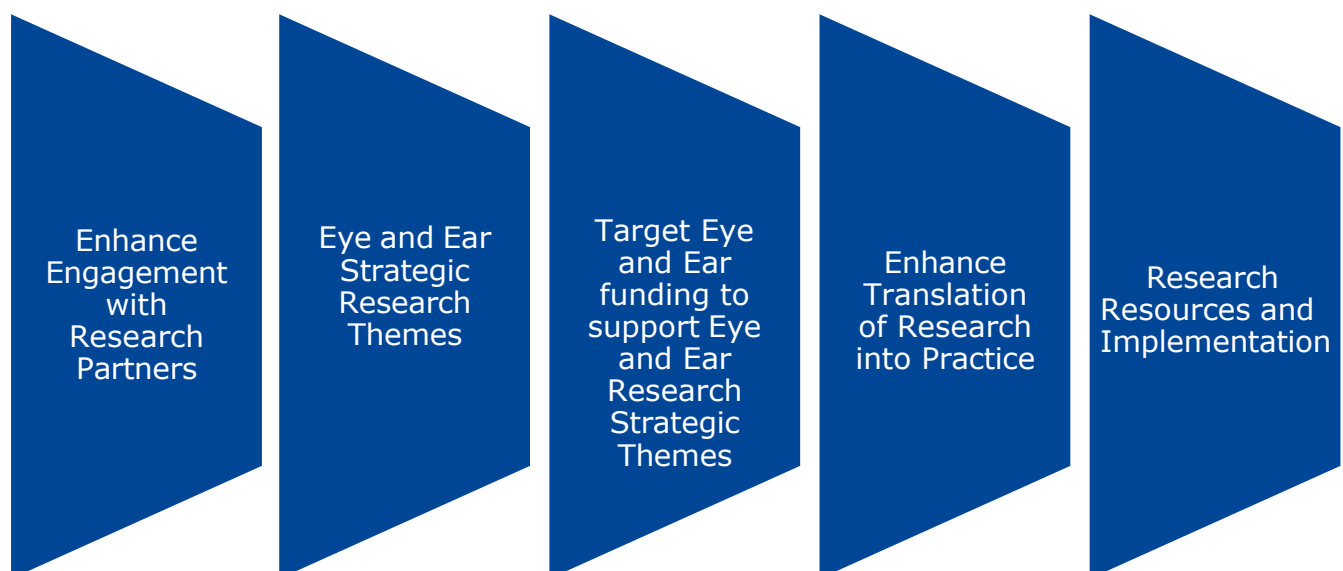 Enhance
Engagement
with
Research
Partners
Eye and Ear
Strategic
Research
Themes
Target Eye
and Ear
funding to
support Eye
and Ear
Research
Strategic
Themes
Enhance
Translation
of Research
into Practice
Research
Resources and
Implementation